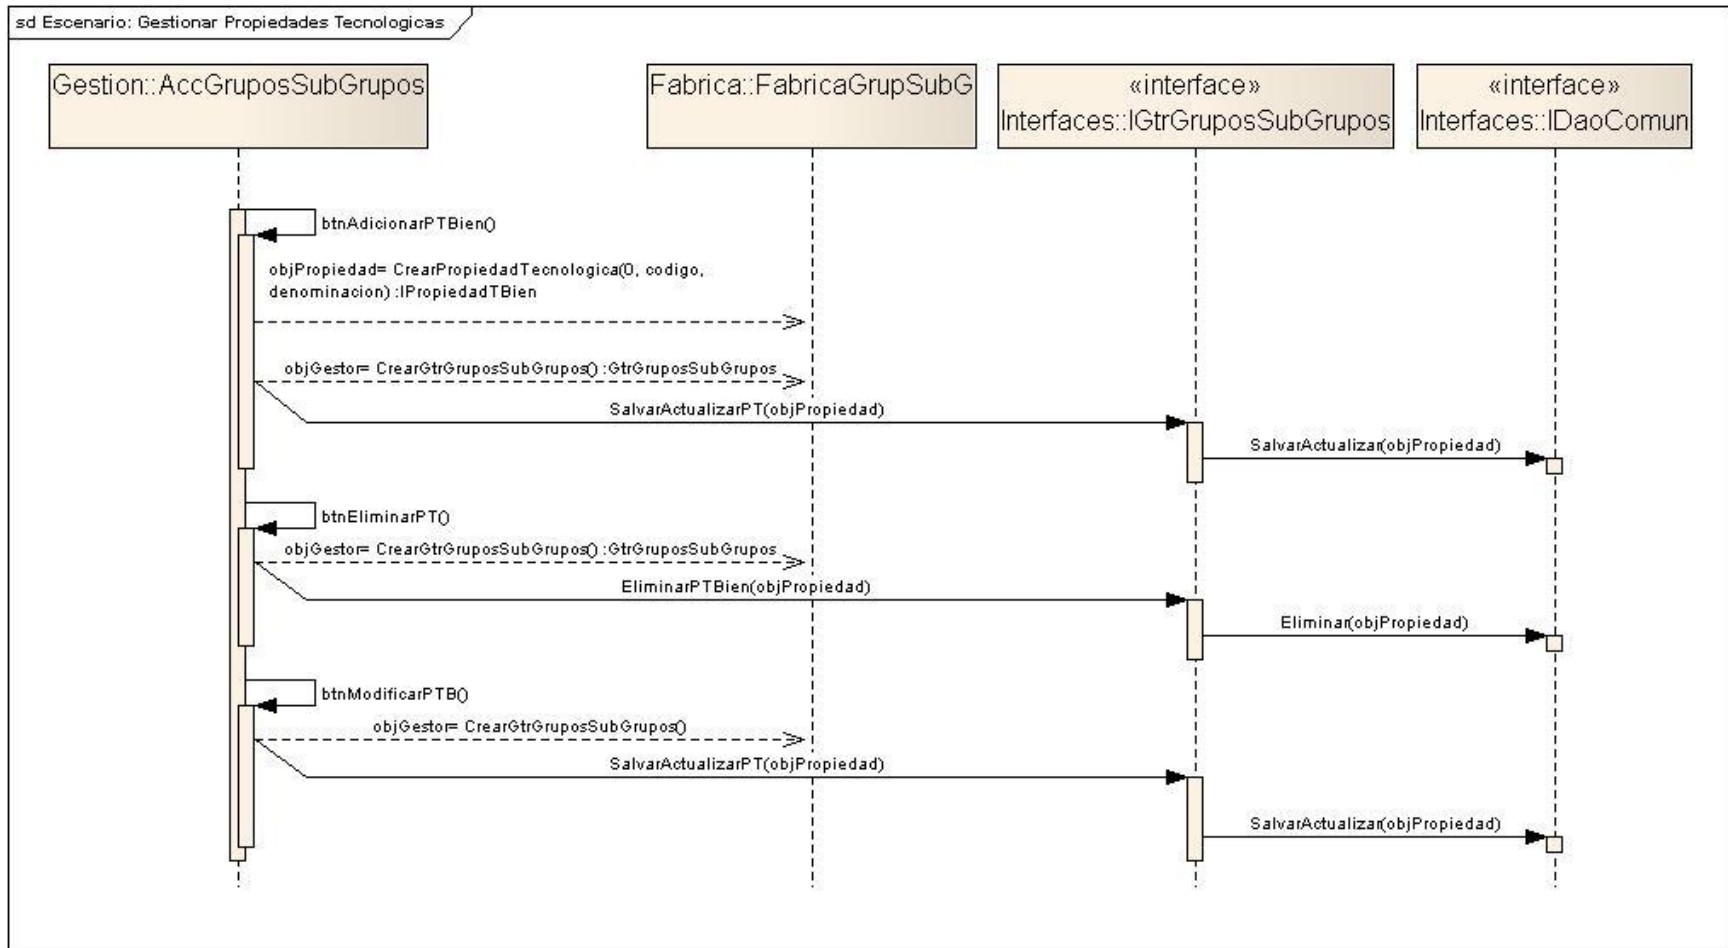 sd Escenario: Gestionar Propiedades Tecnologicas
Gestion::AccGruposSubGrupos
Fabrica::FabricaGrupSubG
«interface»
Interfaces::IGtrGruposSubGrupos
«interface»
Interfaces::IDaoComun
btnAdicionarPTBien()
objPropiedad= CrearPropiedadTecnologica(0, codigo,
denominacion) :IPropiedadTBien
objGestor= CrearGtrGruposSubGrupos() :GtrGruposSubGrupos
SalvarActualizarPT(objPropiedad)
SalvarActualizar(objPropiedad)
btnEliminarPT()
objGestor= CrearGtrGruposSubGrupos() :GtrGruposSubGrupos
EliminarPTBien(objPropiedad)
Eliminar(objPropiedad)
btnModificarPTB()
objGestor= CrearGtrGruposSubGrupos()
SalvarActualizarPT(objPropiedad)
SalvarActualizar(objPropiedad)